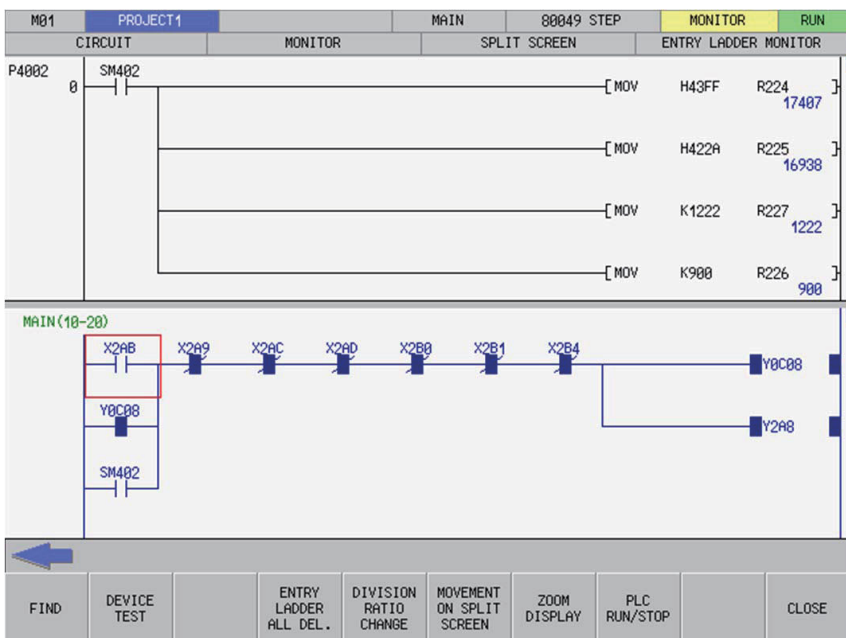 M01 PROJECT1 MAIN 80049 STEP MONITOR RUN
CIRCUIT MONITOR SPLIT SCREEN ENTRY LADDER MONITOR
P4002 SM402
0 MOV H43FF R224
17407
MOV H422A R225
16938
MOV K1222 R227
1222
MOV K900 R226
900
MAIN(10-20)
X2AB X2A9 X2AC X2AD X2B0 X2B1 X2B4
Y0C08
Y0C08
Y2A8
SM402
FIND
DEVICE
TEST
ENTRY
LADDER
ALL DEL.
DIVISION
RATIO
CHANGE
MOVEMENT
ON SPLIT
SCREEN
ZOOM
DISPLAY
PLC
RUN/STOP
CLOSE